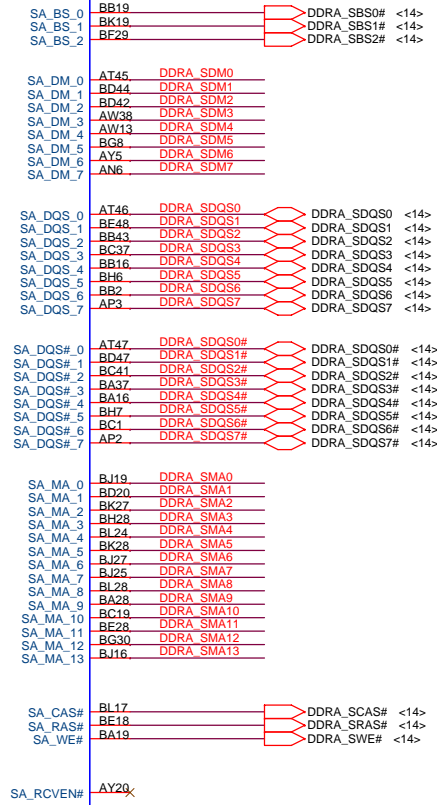 SA_BS_0 BB19 DDRA_SBS0# <14>
SA_BS_1 BK19 DDRA_SBS1# <14>
SA_BS_2 BF29 DDRA_SBS2# <14>
SA_DM_0 AT45 DDRA_SDM0
SA_DM_1 BD44 DDRA_SDM1
SA_DM_2 BD42 DDRA_SDM2
SA_DM_3 AW38 DDRA_SDM3
SA_DM_4 AW13 DDRA_SDM4
SA_DM_5 BG8 DDRA_SDM5
SA_DM_6 AY5 DDRA_SDM6
SA_DM_7 AN6 DDRA_SDM7
SA_DQS_0 AT46 DDRA_SDQS0 DDRA_SDQS0 <14>
SA_DQS_1 BE48 DDRA_SDQS1 DDRA_SDQS1 <14>
SA_DQS_2 BB43 DDRA_SDQS2 DDRA_SDQS2 <14>
SA_DQS_3 BC37 DDRA_SDQS3 DDRA_SDQS3 <14>
SA_DQS_4 BB16 DDRA_SDQS4 DDRA_SDQS4 <14>
SA_DQS_5 BH6 DDRA_SDQS5 DDRA_SDQS5 <14>
SA_DQS_6 BB2 DDRA_SDQS6 DDRA_SDQS6 <14>
SA_DQS_7 AP3 DDRA_SDQS7 DDRA_SDQS7 <14>
SA_DQS#_0 AT47 DDRA_SDQS0# DDRA_SDQS0# <14>
SA_DQS#_1 BD47 DDRA_SDQS1# DDRA_SDQS1# <14>
SA_DQS#_2 BC41 DDRA_SDQS2# DDRA_SDQS2# <14>
SA_DQS#_3 BA37 DDRA_SDQS3# DDRA_SDQS3# <14>
SA_DQS#_4 BA16 DDRA_SDQS4# DDRA_SDQS4# <14>
SA_DQS#_5 BH7 DDRA_SDQS5# DDRA_SDQS5# <14>
SA_DQS#_6 BC1 DDRA_SDQS6# DDRA_SDQS6# <14>
SA_DQS#_7 AP2 DDRA_SDQS7# DDRA_SDQS7# <14>
SA_MA_0 BJ19 DDRA_SMA0
SA_MA_1 BD20 DDRA_SMA1
SA_MA_2 BK27 DDRA_SMA2
SA_MA_3 BH28 DDRA_SMA3
SA_MA_4 BL24 DDRA_SMA4
SA_MA_5 BK28 DDRA_SMA5
SA_MA_6 BJ27 DDRA_SMA6
SA_MA_7 BJ25 DDRA_SMA7
SA_MA_8 BL28 DDRA_SMA8
SA_MA_9 BA28 DDRA_SMA9
SA_MA_10 BC19 DDRA_SMA10
SA_MA_11 BE28 DDRA_SMA11
SA_MA_12 BG30 DDRA_SMA12
SA_MA_13 BJ16 DDRA_SMA13
SA_CAS# BL17 DDRA_SCAS# <14>
SA_RAS# BE18 DDRA_SRAS# <14>
SA_WE# BA19 DDRA_SWE# <14>
SA_RCVEN# AY20